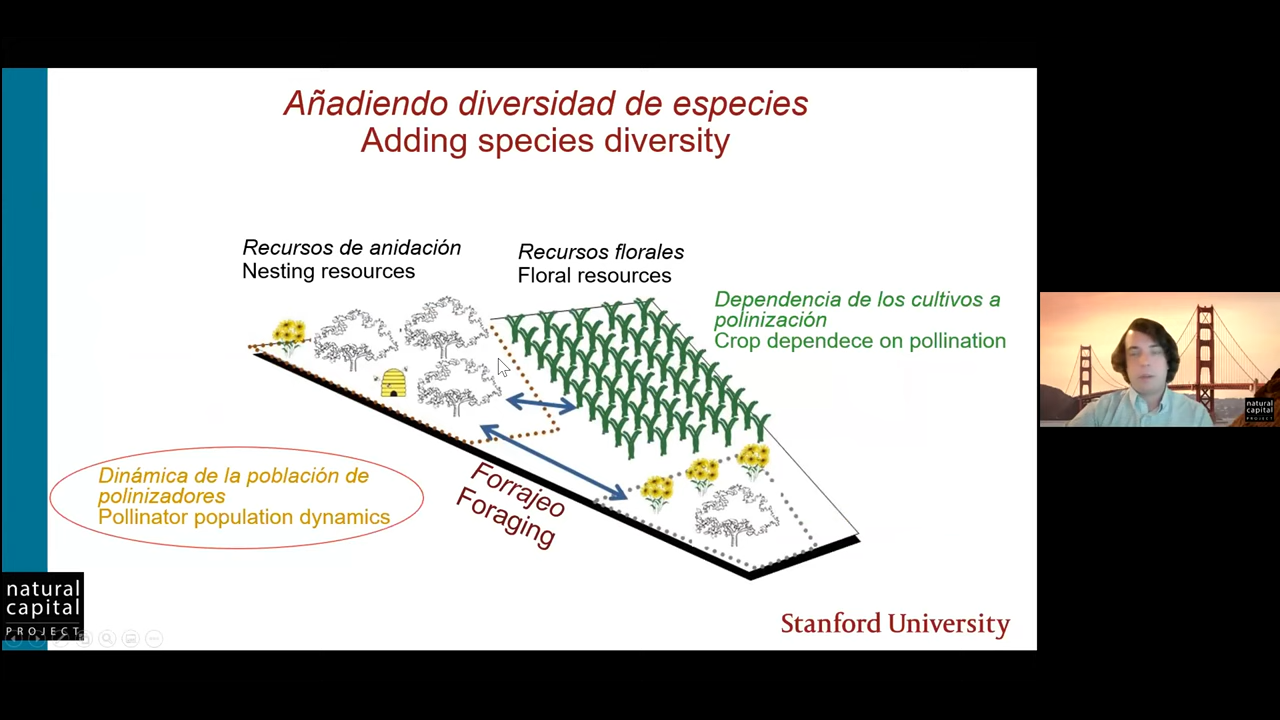 Añadiendo diversidad de especies
Adding species diversity
Recursos de anidación
Nesting resources
Recursos florales
Floral resources
Dependencia de los cultivos a
polinización
Crop dependece on pollination
Dinámica de la población de
polinizadores
Pollinator population dynamics
Forrajeo
Foraging
natural
capital
PROJECT
Stanford University
natural
capital
PROJECT